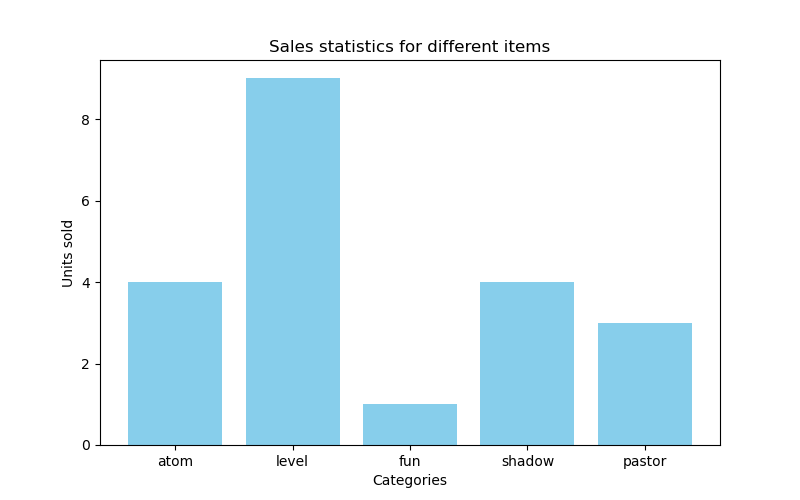 Sales statistics for different items
Units sold
8
6
4
2
0
atom level fun shadow pastor
Categories